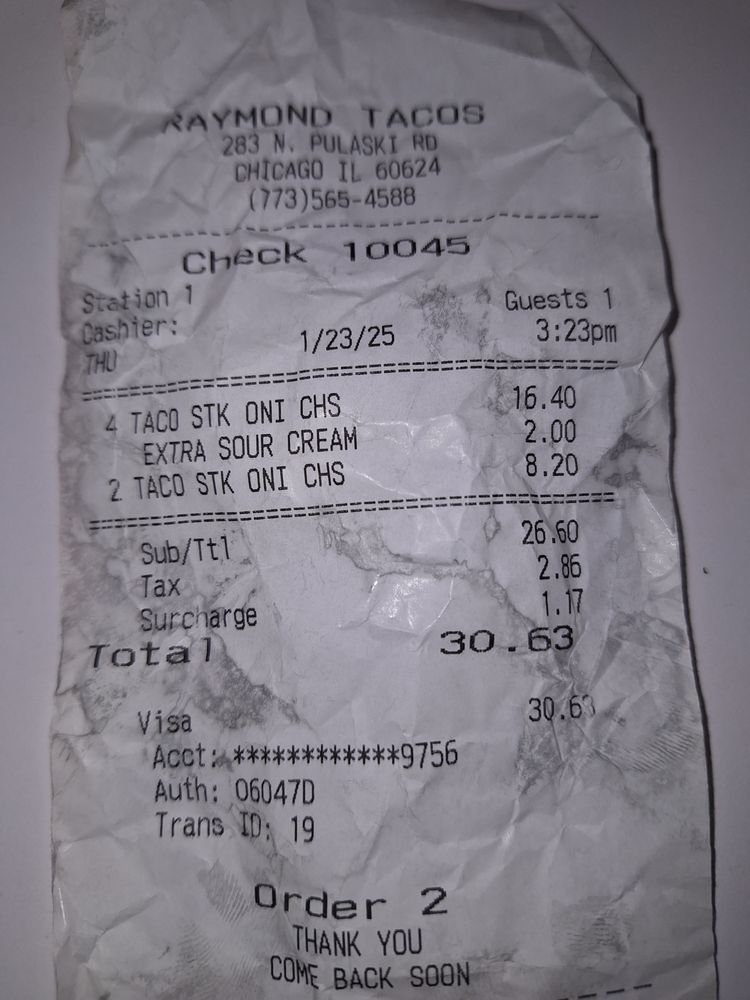 RAYMOND TACOS
283 N. PULASKI RD
CHICAGO IL 60624
(773)565-4588
Check 10045
Station 1 Guests 1
Cashier: 1/23/25 3:23pm
THU
4 TACO STK ONI CHS 16.40
EXTRA SOUR CREAM 2.00
2 TACO STK ONI CHS 8.20
Sub/Ttl 26.60
Tax 2.86
Surcharge 1.17
Total 30.63
Visa 30.63
Acct: ************9756
Auth: 06047D
Trans ID: 19
Order 2
THANK YOU
COME BACK SOON